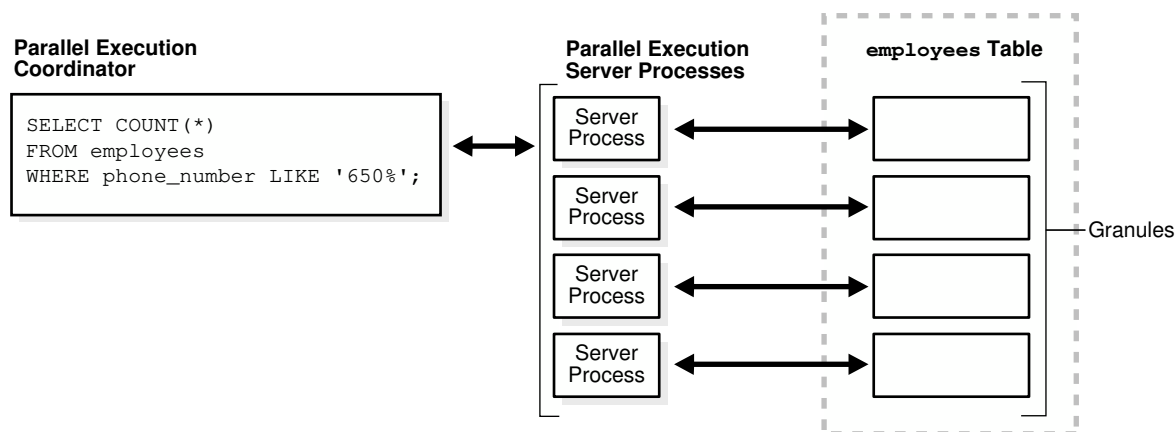 Parallel Execution
Coordinator
SELECT COUNT(*)
FROM employees
WHERE phone_number LIKE '650%';
Parallel Execution
Server Processes
Server
Process
Server
Process
Server
Process
Server
Process
employees Table
Granules